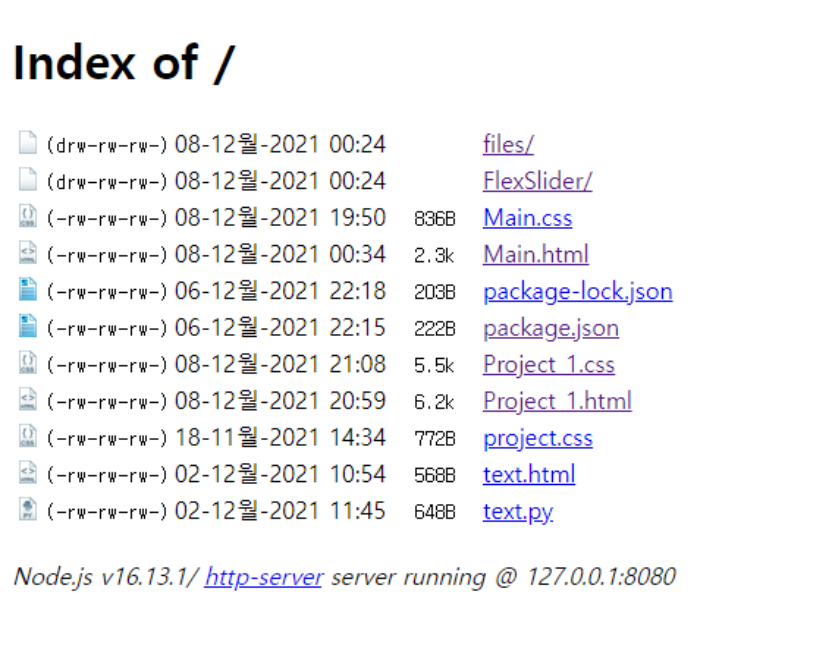 Index of /
(drw-rw-rw-) 08-12월-2021 00:24 files/
(drw-rw-rw-) 08-12월-2021 00:24 FlexSlider/
(-rw-rw-rw-) 08-12월-2021 19:50 836B Main.css
(-rw-rw-rw-) 08-12월-2021 00:34 2.3k Main.html
(-rw-rw-rw-) 06-12월-2021 22:18 203B package-lock.json
(-rw-rw-rw-) 06-12월-2021 22:15 222B package.json
(-rw-rw-rw-) 08-12월-2021 21:08 5.5k Project_1.css
(-rw-rw-rw-) 08-12월-2021 20:59 6.2k Project_1.html
(-rw-rw-rw-) 18-11월-2021 14:34 772B project.css
(-rw-rw-rw-) 02-12월-2021 10:54 568B text.html
(-rw-rw-rw-) 02-12월-2021 11:45 648B text.py
Node.js v16.13.1/ http-server server running @ 127.0.0.1:8080